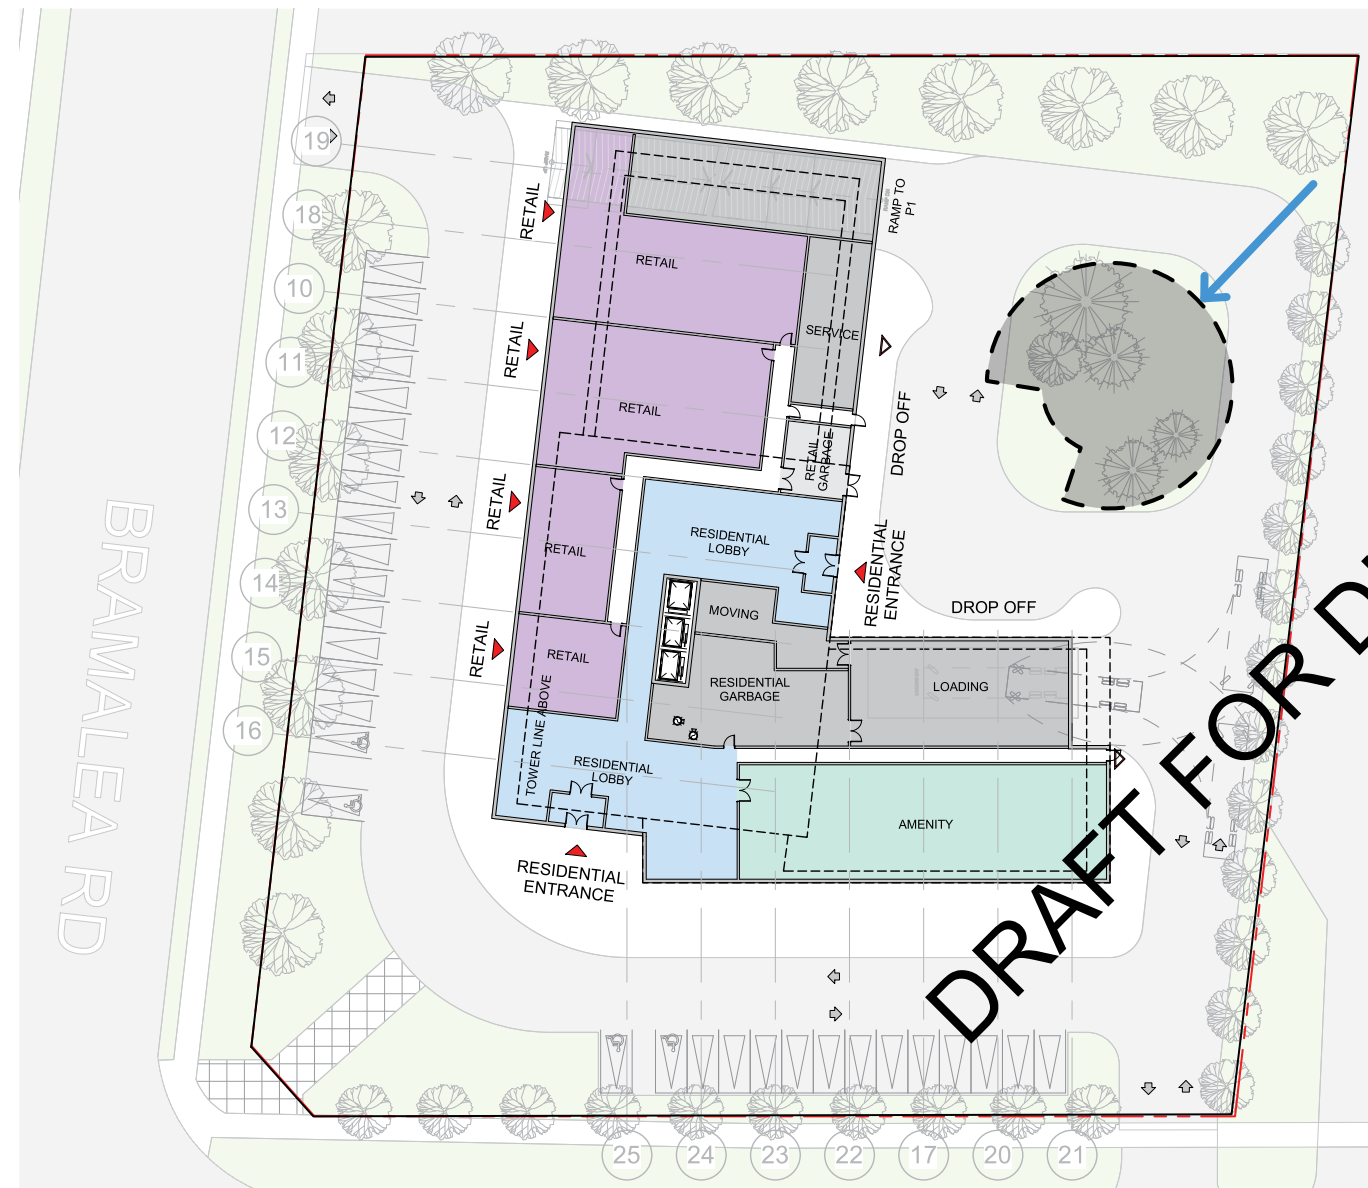 19
18
10
11
12
13
14
15
16
BRAMALEA RD
RETAIL
RETAIL
RETAIL
RETAIL
RETAIL
RETAIL
RETAIL
RETAIL
RAMP TO
P1
SERVICE
RETAIL
GARBAGE
DROP OFF
RESIDENTIAL
LOBBY
RESIDENTIAL
ENTRANCE
DROP OFF
MOVING
RESIDENTIAL
GARBAGE
LOADING
TOWER LINE ABOVE
RESIDENTIAL
LOBBY
AMENITY
RESIDENTIAL
ENTRANCE
DRAFT FOR
25
24
23
22
17
20
21